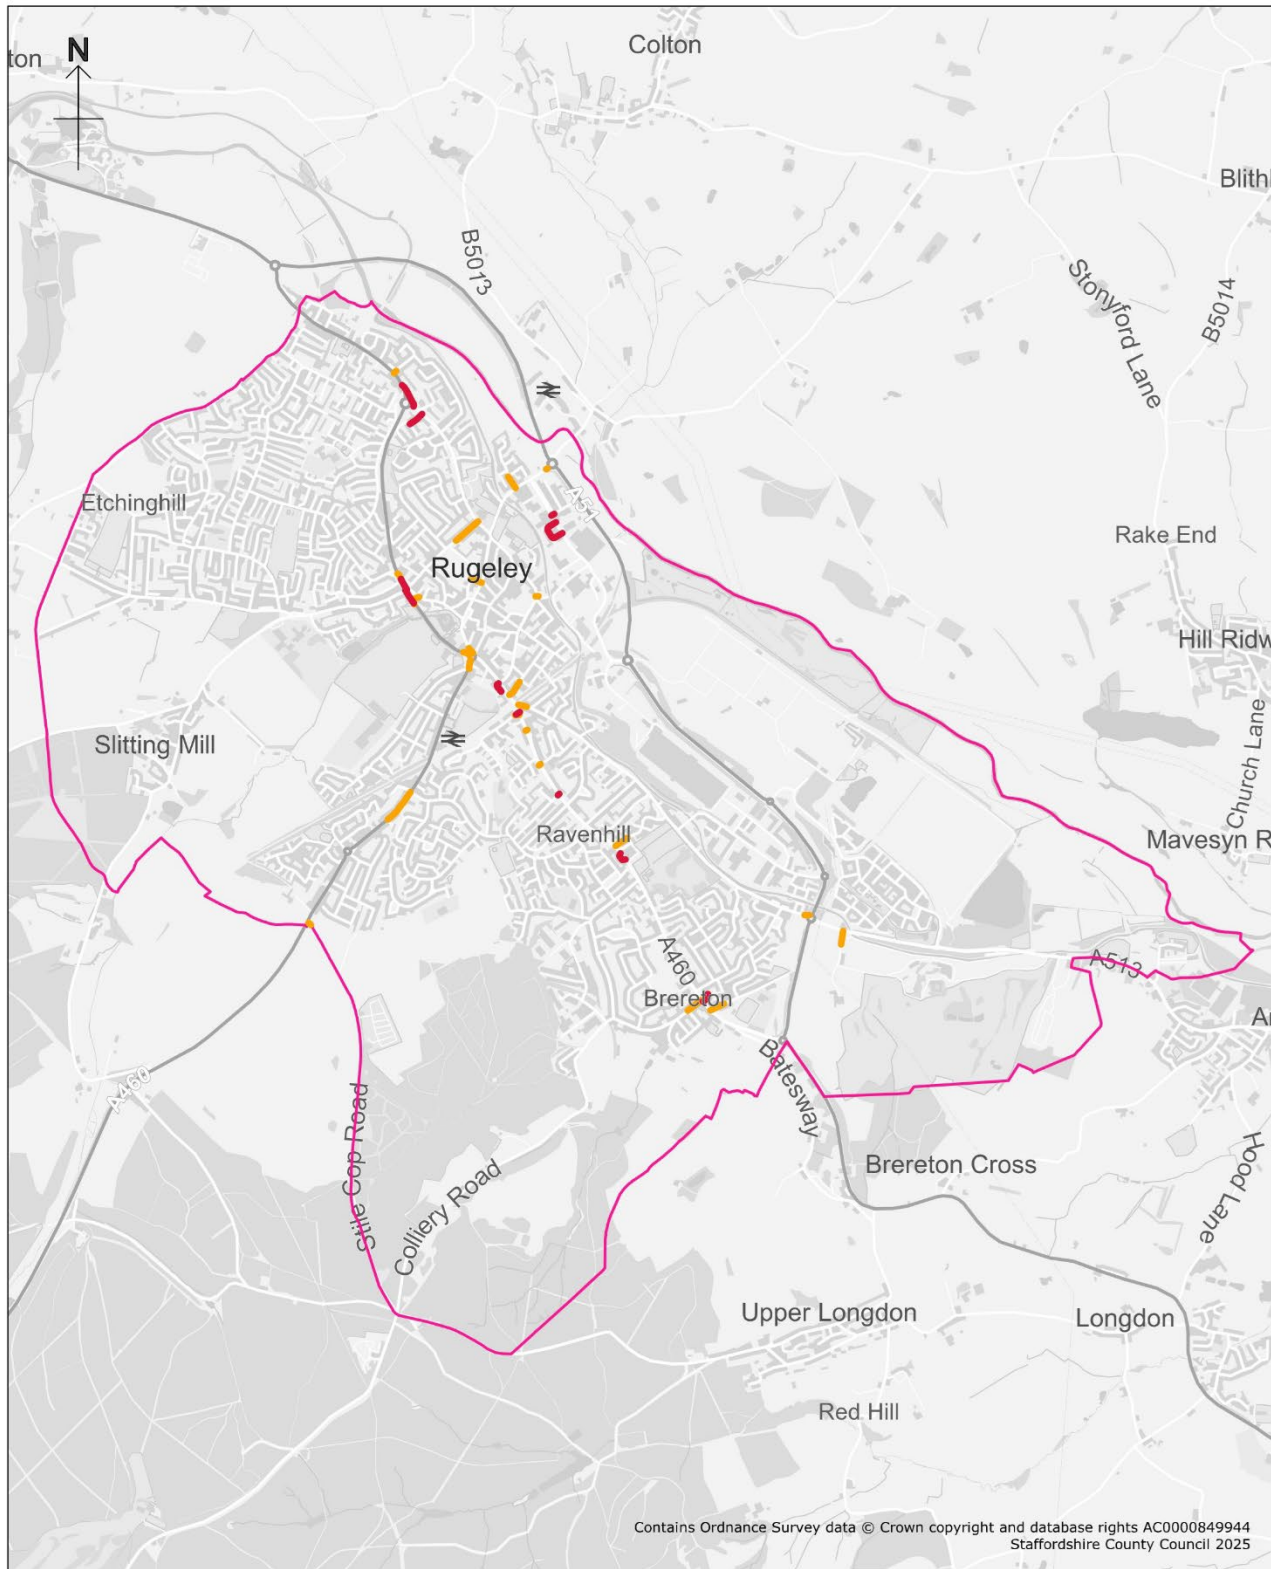 Colton
N
ton
Blithl
B5013
Stonyford Lane
B5014
A51
Etchinghill
Rake End
Rugeley
Hill Ridw
Slitting Mill
Church Lane
Ravenhill
Mavesyn R
A460
A513
Brereton
Ar
Batesway
A460
Stile Cop Road
Colliery Road
Brereton Cross
Hood Lane
Upper Longdon
Longdon
Red Hill
Contains Ordnance Survey data © Crown copyright and database rights AC0000849944
Staffordshire County Council 2025